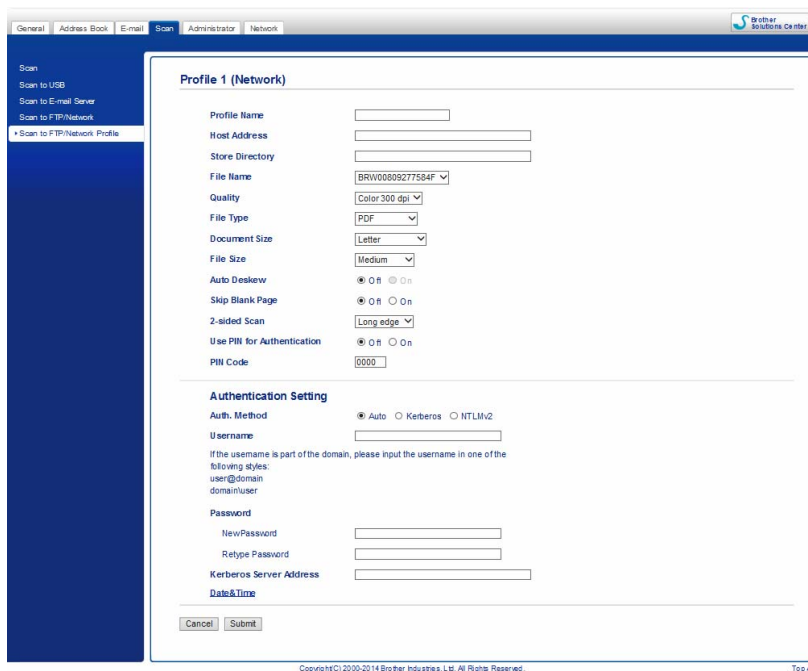 General Address Book E-mail Scan Administrator Network
Brother
Solutions Center
Scan
Scan to USB
Scan to E-mail Server
Scan to FTP/Network
Scan to FTP/Network Profile
Profile 1 (Network)
Profile Name
Host Address
Store Directory
File Name BRW00809277584F
Quality Color 300 dpi
File Type PDF
Document Size Letter
File Size Medium
Auto Deskew Off On
Skip Blank Page Off On
2-sided Scan Long edge
Use PIN for Authentication Off On
PIN Code 0000
Authentication Setting
Auth. Method Auto Kerberos NTLMv2
Username
If the username is part of the domain, please input the username in one of the
following styles:
user@domain
domain\user
Password
New Password
Retype Password
Kerberos Server Address
Date&Time
Cancel Submit
Copyright(C) 2000-2014 Brother Industries, Ltd. All Rights Reserved.
Top